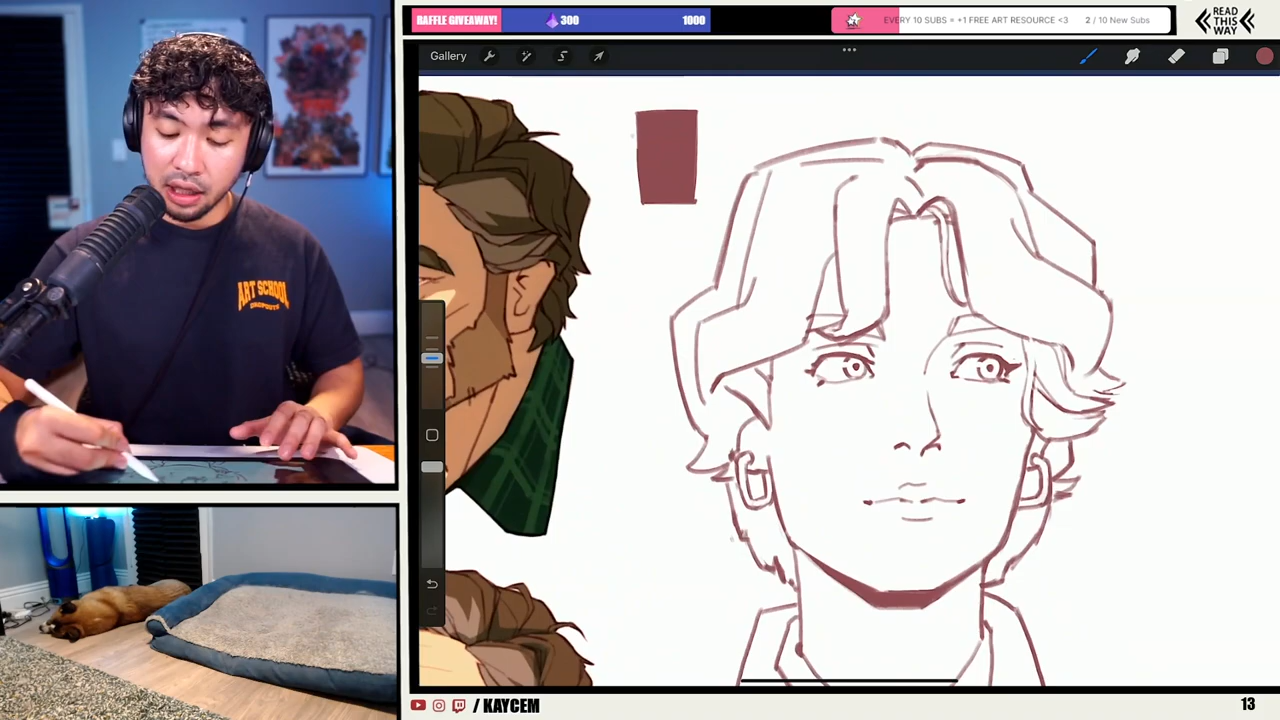 RAFFLE GIVEAWAY!
300
1000
EVERY 10 SUBS = +1 FREE ART RESOURCE <3
2 / 10 New Subs
READ
THIS
WAY
Gallery
ART SCHOOL
DROPOUTS
/ KAYCEM
13